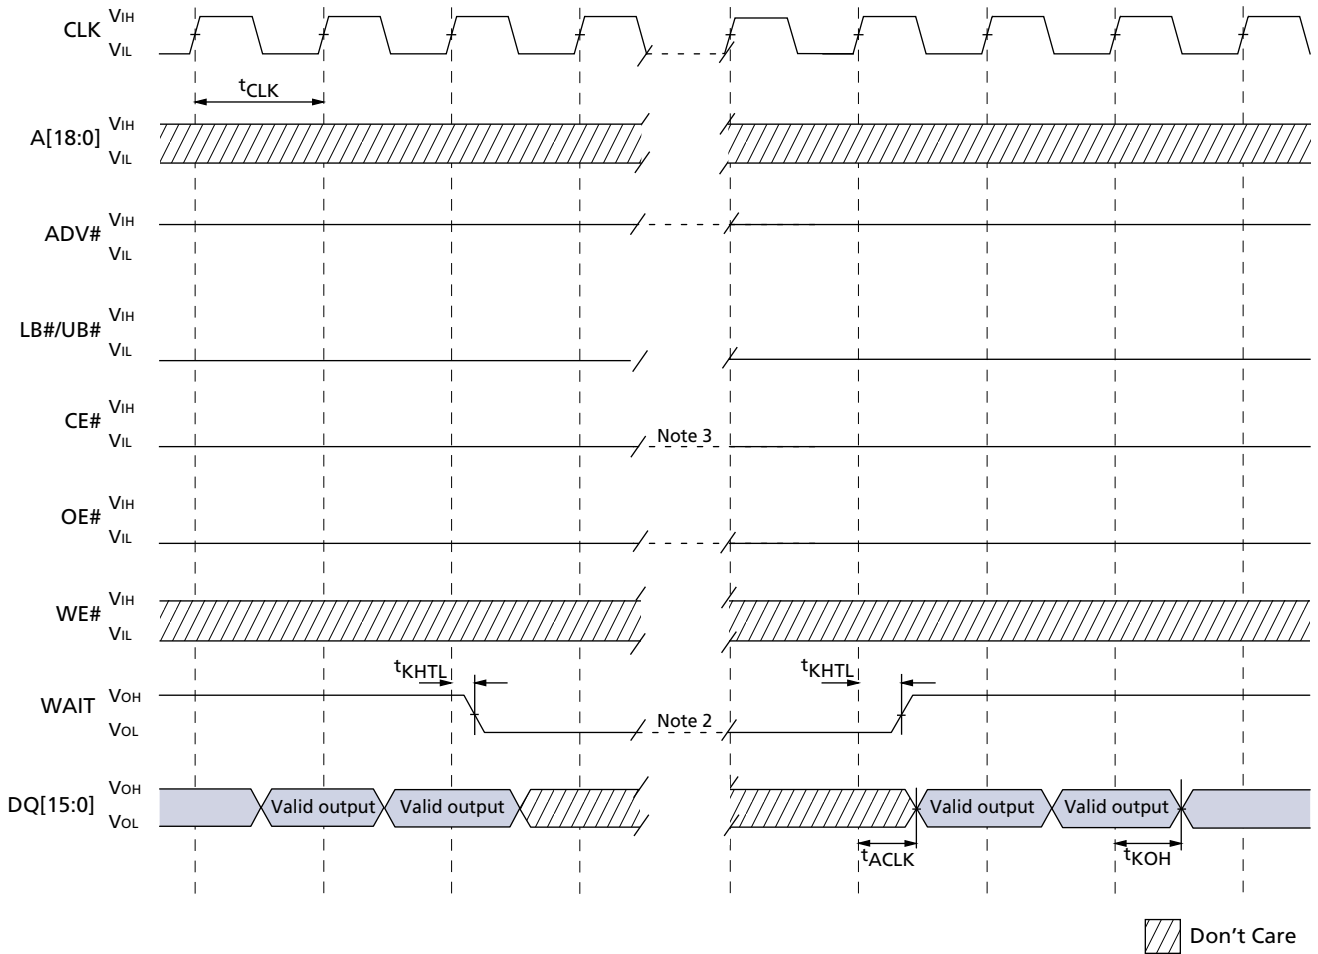 CLK VIH
VIL
tCLK
A[18:0] VIH
VIL
ADV# VIH
VIL
LB#/UB# VIH
VIL
CE# VIH
VIL
Note 3
OE# VIH
VIL
WE# VIH
VIL
tKHTL tKHTL
WAIT VOH
VOL
Note 2
DQ[15:0] VOH
VOL
Valid output Valid output Valid output Valid output
tACLK tKOH
Don't Care